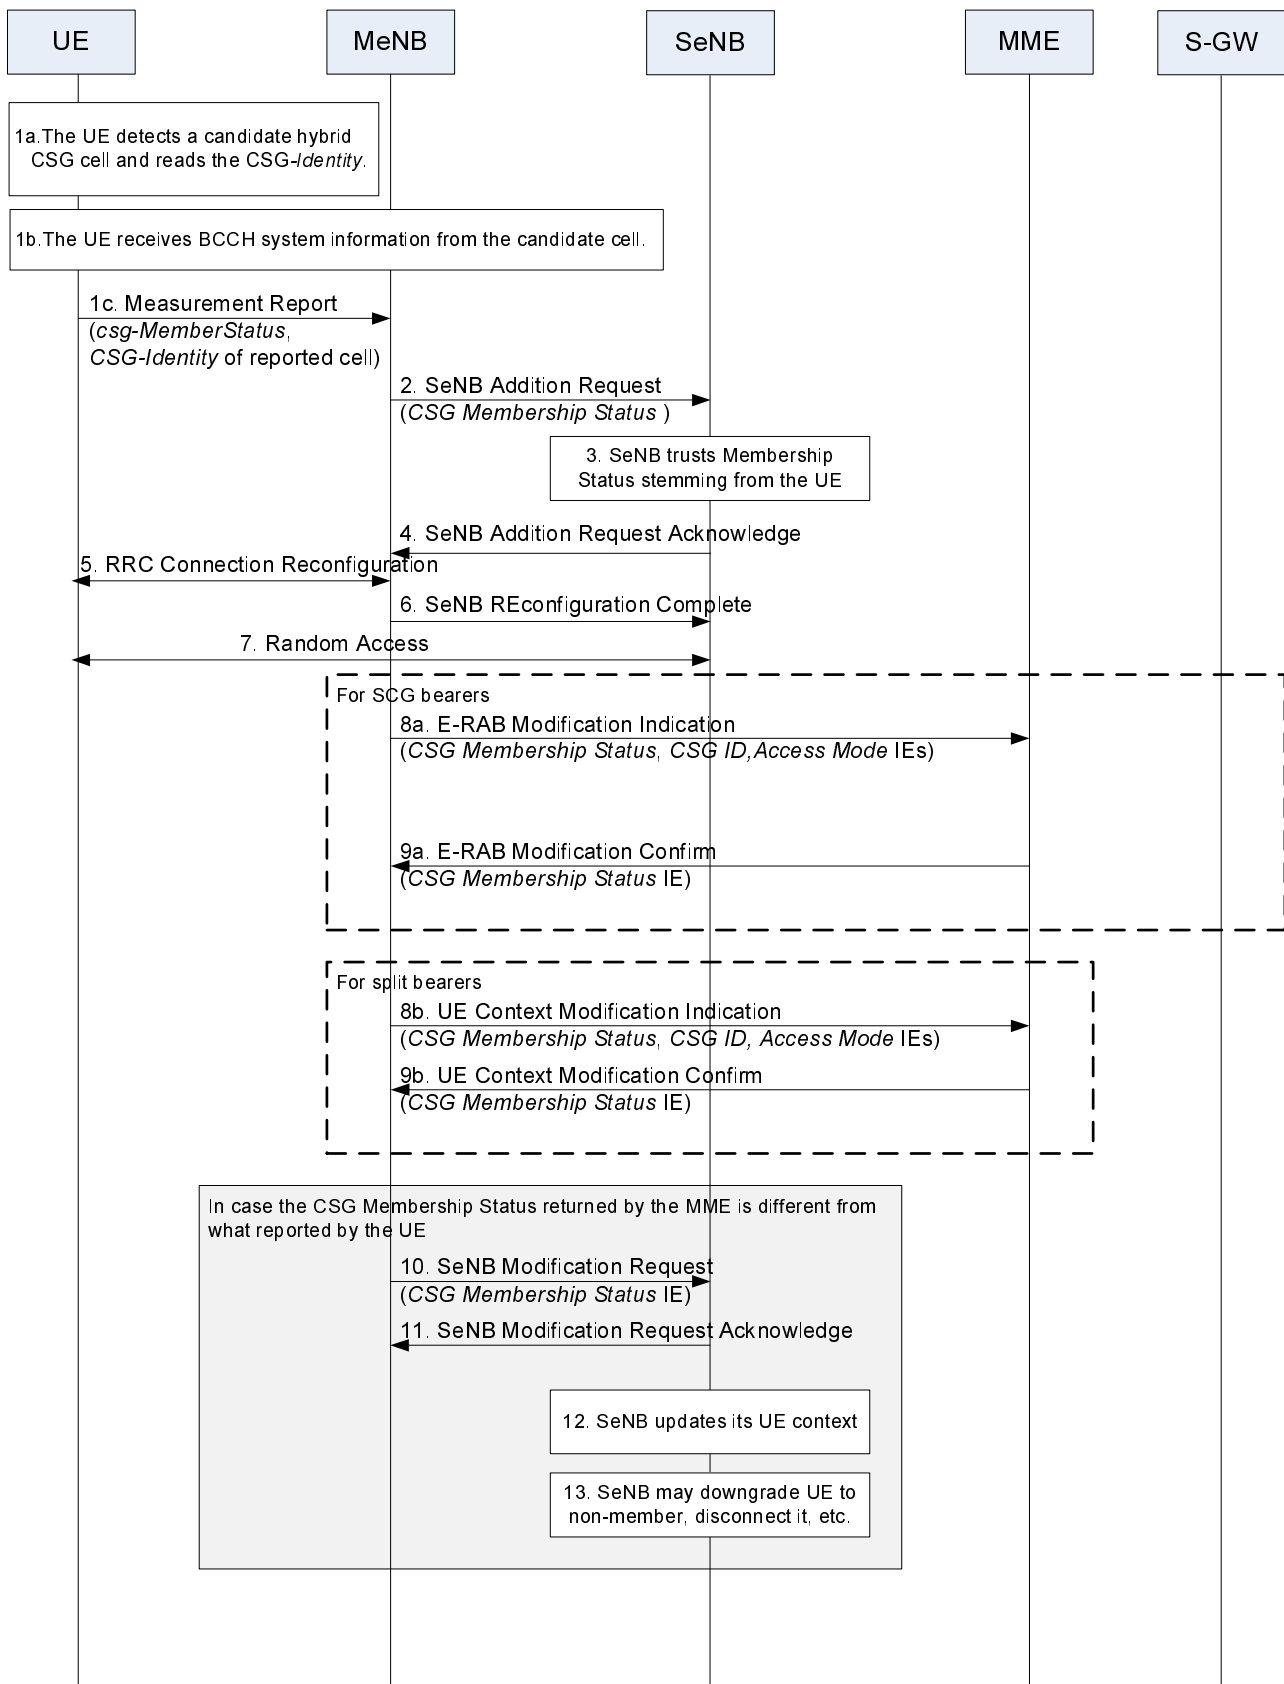 UE
MeNB
SeNB
MME
S-GW
1a.The UE detects a candidate hybrid
CSG cell and reads the CSG-Identity.
1b.The UE receives BCCH system information from the candidate cell.
1c. Measurement Report
(csg-MemberStatus,
CSG-Identity of reported cell)
2. SeNB Addition Request
(CSG Membership Status )
3. SeNB trusts Membership
Status stemming from the UE
4. SeNB Addition Request Acknowledge
5. RRC Connection Reconfiguration
6. SeNB REconfiguration Complete
7. Random Access
For SCG bearers
8a. E-RAB Modification Indication
(CSG Membership Status, CSG ID,Access Mode IEs)
9a. E-RAB Modification Confirm
(CSG Membership Status IE)
For split bearers
8b. UE Context Modification Indication
(CSG Membership Status, CSG ID, Access Mode IEs)
9b. UE Context Modification Confirm
(CSG Membership Status IE)
In case the CSG Membership Status returned by the MME is different from
what reported by the UE
10. SeNB Modification Request
(CSG Membership Status IE)
11. SeNB Modification Request Acknowledge
12. SeNB updates its UE context
13. SeNB may downgrade UE to
non-member, disconnect it, etc.